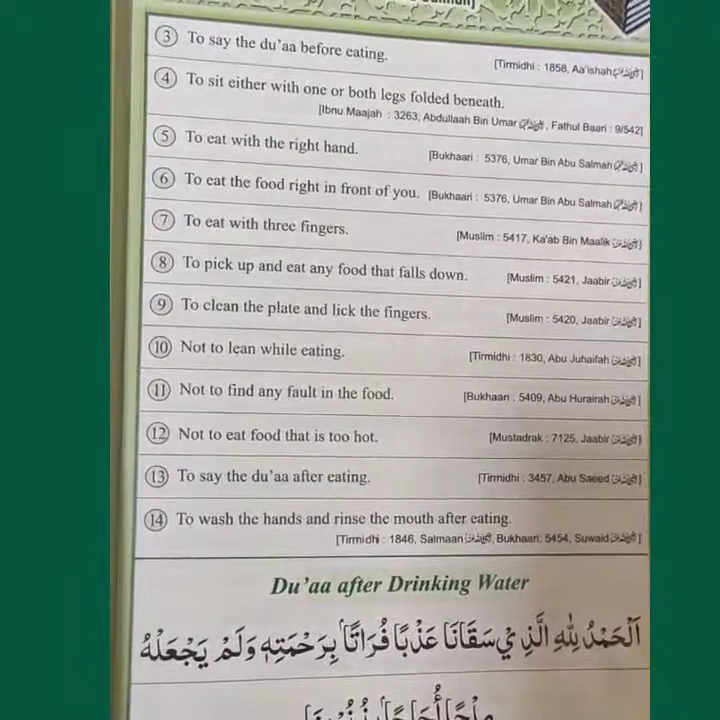 ③ To say the du'aa before eating.
[Tirmidhi : 1858, Aa'ishah]
④ To sit either with one or both legs folded beneath.
[Ibnu Maajah : 3263, Abdullaah Bin Umar , Fathul Baari : 9/542]
⑤ To eat with the right hand. [Bukhaari : 5376, Umar Bin Abu Salmah]
⑥ To eat the food right in front of you. [Bukhaari : 5376, Umar Bin Abu Salmah]
⑦ To eat with three fingers. [Muslim : 5417, Ka'ab Bin Maalik]
⑧ To pick up and eat any food that falls down. [Muslim : 5421, Jaabir]
⑨ To clean the plate and lick the fingers. [Muslim : 5420, Jaabir]
⑩ Not to lean while eating. [Tirmidhi : 1830, Abu Juhaifah]
⑪ Not to find any fault in the food. [Bukhaari : 5409, Abu Hurairah]
⑫ Not to eat food that is too hot. [Mustadrak : 7125, Jaabir]
⑬ To say the du'aa after eating. [Tirmidhi : 3457, Abu Saeed]
⑭ To wash the hands and rinse the mouth after eating.
[Tirmidhi : 1846, Salmaan , Bukhaari: 5454, Suwaid]
Du'aa after Drinking Water
اَلْحَمْدُ لِلّٰهِ الَّذِيْ سَقَانَا عَذْبًا فُرَاتًا بِرَحْمَتِهٖ وَلَمْ يَجْعَلْهُ